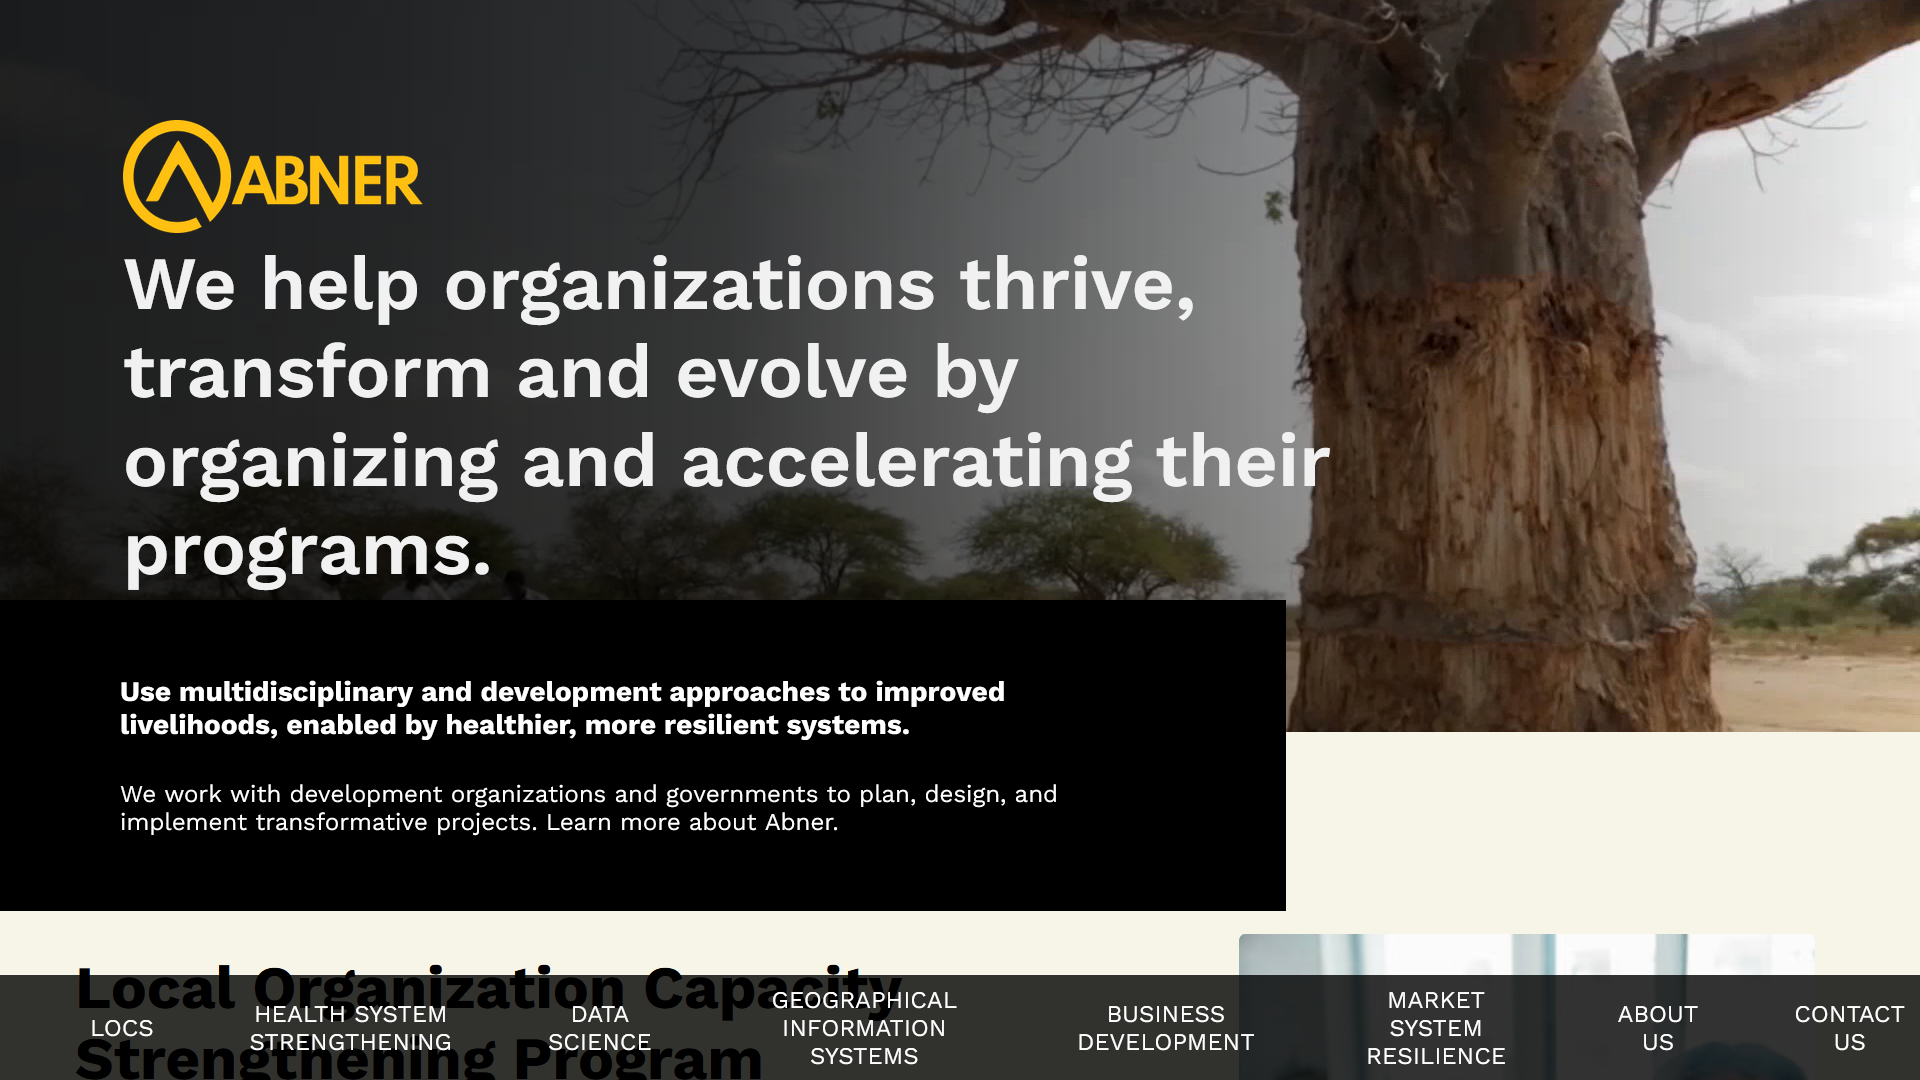 ABNER
We help organizations thrive,
transform and evolve by
organizing and accelerating their
programs.
Use multidisciplinary and development approaches to improved
livelihoods, enabled by healthier, more resilient systems.
We work with development organizations and governments to plan, design, and
implement transformative projects. Learn more about Abner.
Local Organization Capacity
Strengthening Program
LOCS
HEALTH SYSTEM
STRENGTHENING
DATA
SCIENCE
GEOGRAPHICAL
INFORMATION
SYSTEMS
BUSINESS
DEVELOPMENT
MARKET
SYSTEM
RESILIENCE
ABOUT
US
CONTACT
US